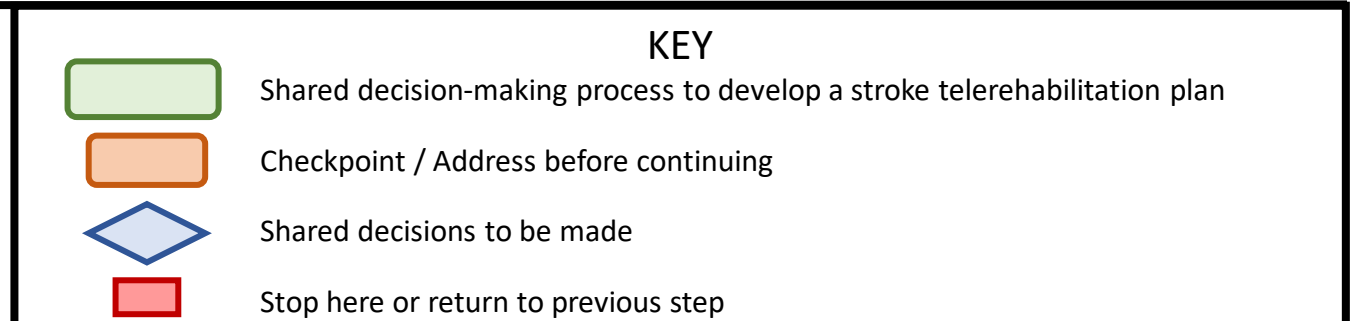 KEY
Shared decision-making process to develop a stroke telerehabilitation plan
Checkpoint / Address before continuing
Shared decisions to be made
Stop here or return to previous step